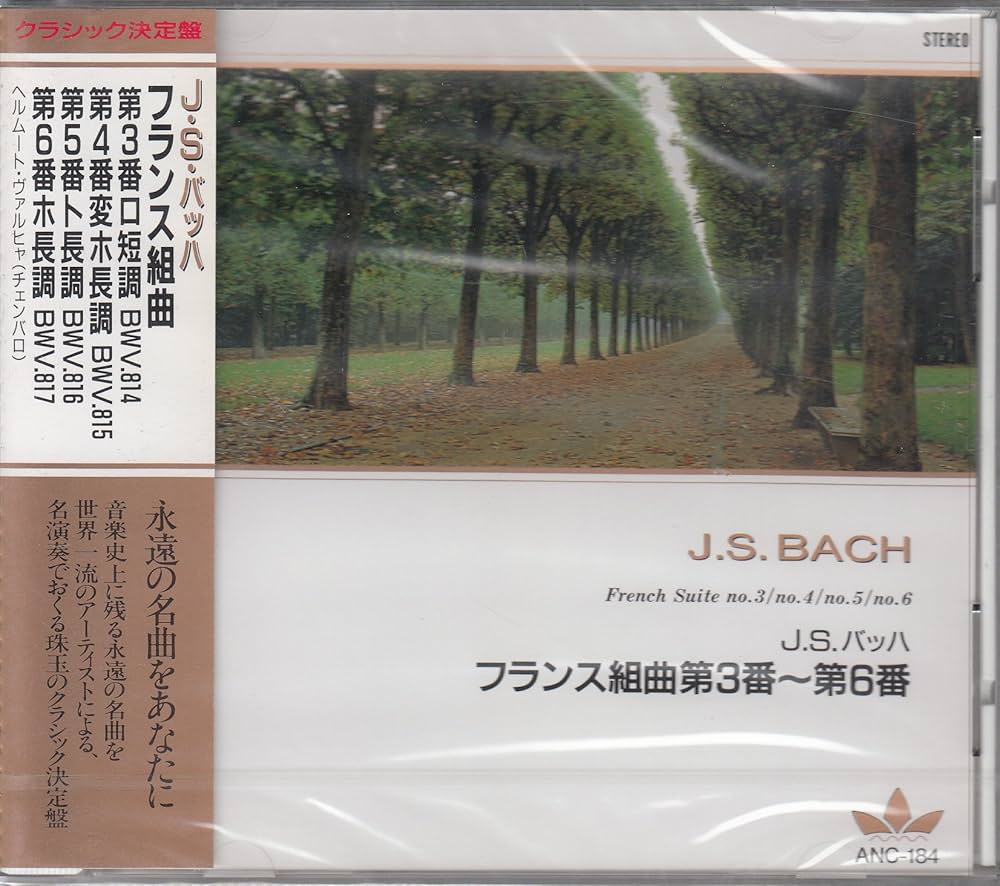 クラシック決定盤
J・S・バッハ
フランス組曲
第3番ロ短調 BWV.814
第4番変ホ長調 BWV.815
第5番ト長調 BWV.816
第6番ホ長調 BWV.817
ヘルムート・ヴァルヒャ(チェンバロ)
永遠の名曲をあなたに
音楽史上に残る永遠の名曲を
世界一流のアーティストによる、
名演奏でおくる珠玉のクラシック決定盤
STEREO
J.S.BACH
French Suite no.3/no.4/no.5/no.6
J.S.バッハ
フランス組曲第3番〜第6番
ANC-184